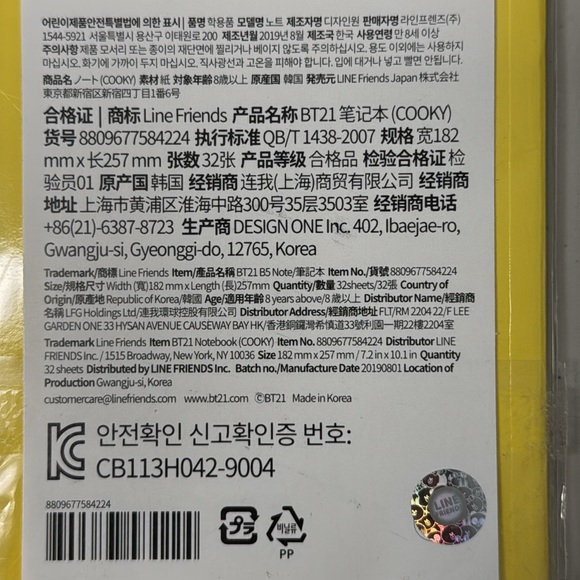 어린이제품안전특별법에 의한 표시 | 품명 학용품 모델명 노트 제조자명 디자인원 판매자명 라인프렌즈(주)
1544-5921 서울특별시 용산구 이태원로 200 제조년월 2019년 8월 제조국 한국 사용연령 만 8세 이상
주의사항 제품 모서리 또는 종이의 재단면에 찔리거나 베이지 않도록 주의하십시오. 용도 이외에는 사용하지
마십시오. 화기에 가까이 두지 마십시오. 직사광선과 고온을 피해야 합니다. 입에 대거나 넣고 빨면 안됩니다.
商品名 ノート (COOKY) 素材 紙 対象年齢 8歳以上 原産国 韓国 発売元 LINE Friends Japan 株式会社
東京都新宿区新宿四丁目1番6号
合格证 | 商标 Line Friends 产品名称 BT21 笔记本 (COOKY)
货号 8809677584224 执行标准 QB/T 1438-2007 规格 宽182
mm x 长257 mm 张数 32张 产品等级 合格品 检验合格证 检
验员01 原产国 韩国 经销商 连我(上海)商贸有限公司 经销商
地址 上海市黄浦区淮海中路300号35层3503室 经销商电话
+86(21)-6387-8723 生产商 DESIGN ONE Inc. 402, Ibaejae-ro,
Gwangju-si, Gyeonggi-do, 12765, Korea
Trademark/商標 Line Friends Item/產品名稱 BT21 B5 Note/筆記本 Item No./貨號 8809677584224
Size/規格尺寸 Width (寬)182 mm x Length (長)257mm Quantity/數量 32sheets/32張 Country of
Origin/原產地 Republic of Korea/韓國 Age/適用年齡 8 years above/8 歲以上 Distributor Name/經銷商
名稱 LFG Holdings Ltd/連我環球控股有限公司 Distributor Address/經銷商地址 FLT/RM 2204 22/F LEE
GARDEN ONE 33 HYSAN AVENUE CAUSEWAY BAY HK/香港銅鑼灣希慎道33號利園一期22樓2204室
Trademark Line Friends Item BT21 Notebook (COOKY) Item No. 8809677584224 Distributor LINE
FRIENDS Inc. / 1515 Broadway, New York, NY 10036 Size 182 mm x 257 mm / 7.2 in x 10.1 in Quantity
32 sheets Distributed by LINE FRIENDS Inc. Batch no./Manufacture Date 20190801 Location of
Production Gwangju-si, Korea
customercare@linefriends.com www.bt21.com ⒸBT21 Made in Korea
안전확인 신고확인증 번호:
CB113H042-9004
8809677584224
プラ
비닐류
PP
LINE
FRIENDS